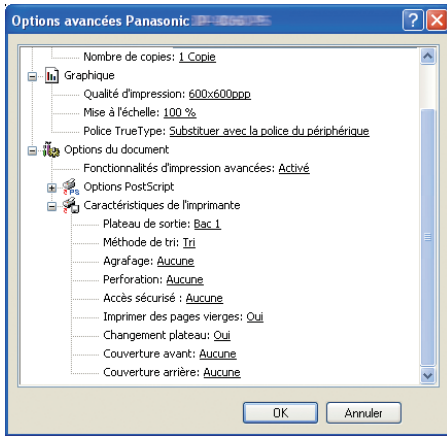 Options avancées Panasonic
Nombre de copies: 1 Copie
Graphique
Qualité d'impression: 600x600ppp
Mise à l'échelle: 100 %
Police TrueType: Substituer avec la police du périphérique
Options du document
Fonctionnalités d'impression avancées: Activé
Options PostScript
Caractéristiques de l'imprimante
Plateau de sortie: Bac 1
Méthode de tri: Tri
Agrafage: Aucune
Perforation: Aucune
Accès sécurisé : Aucune
Imprimer des pages vierges: Oui
Changement plateau: Oui
Couverture avant: Aucune
Couverture arrière: Aucune
OK Annuler